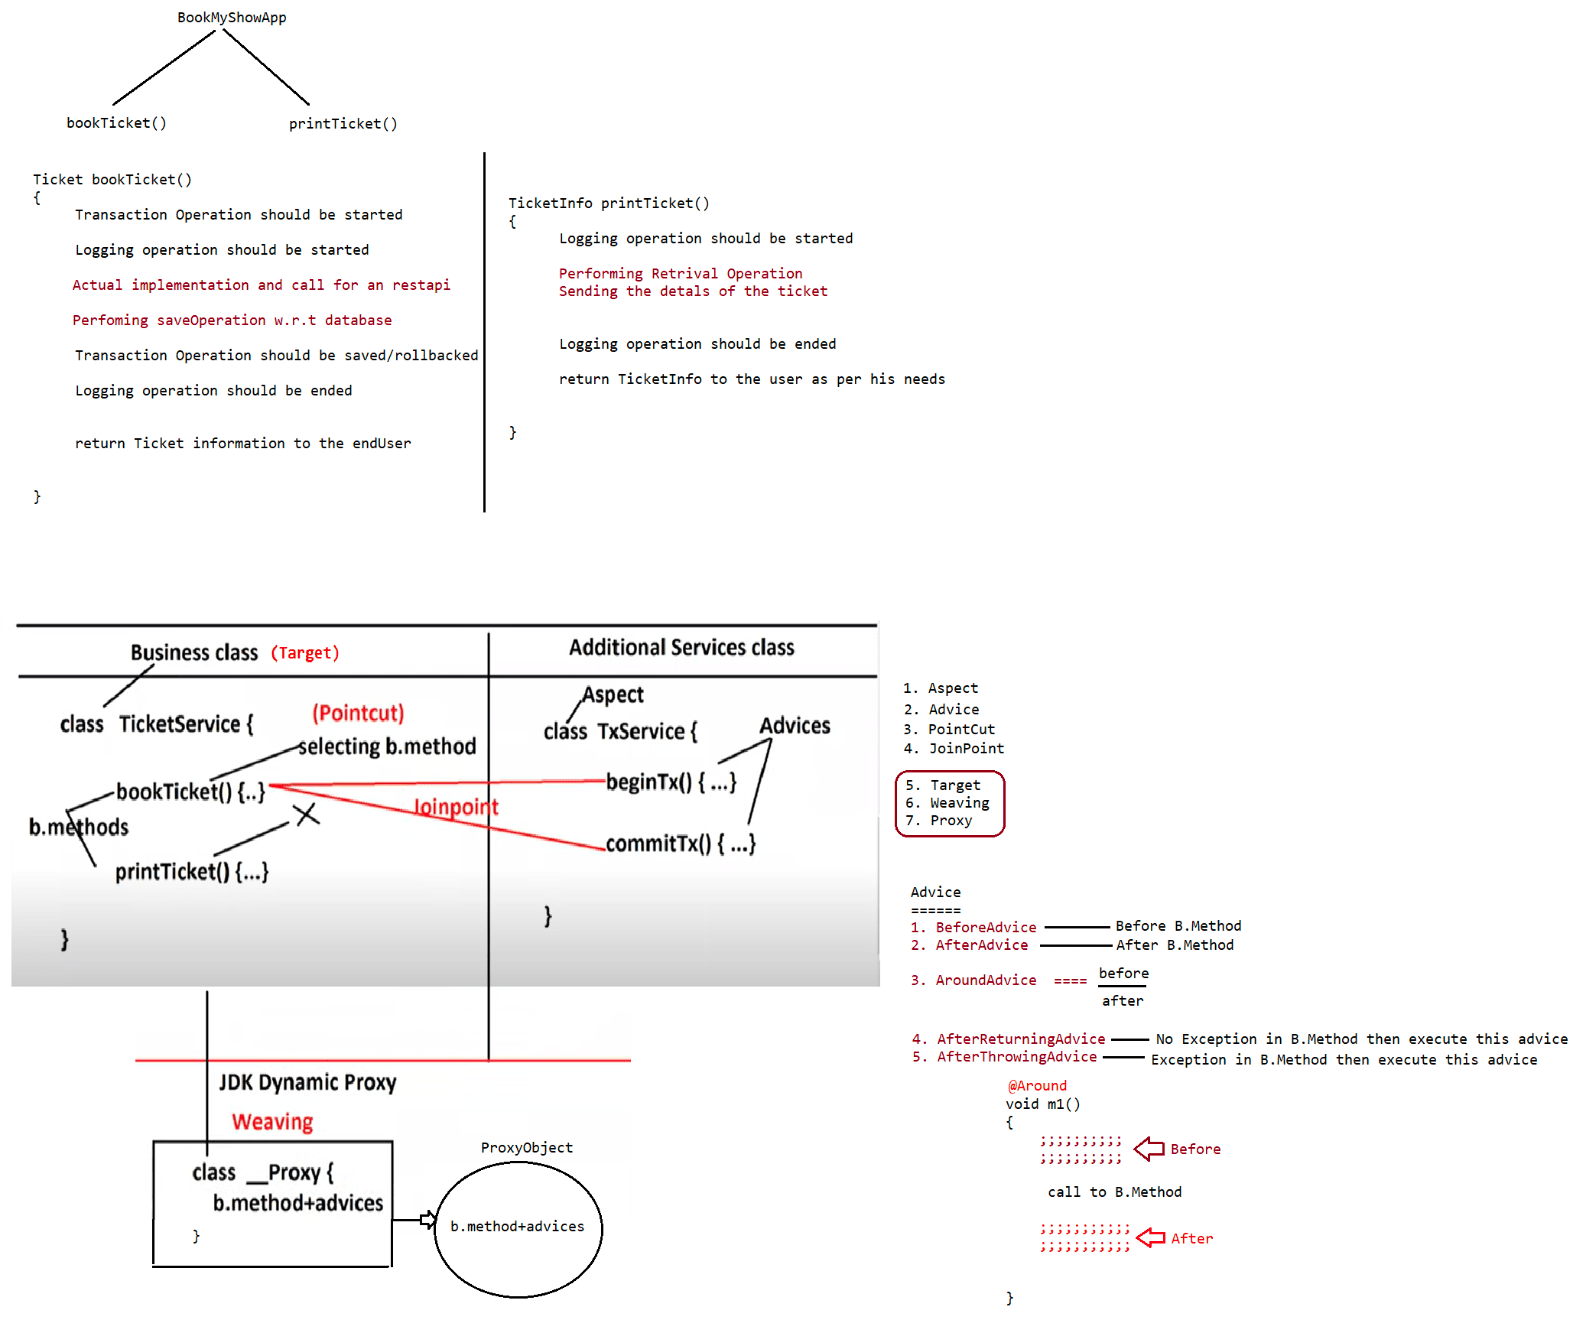 BookMyShowApp
bookTicket()
printTicket()
Ticket bookTicket()
{
Transaction Operation should be started
Logging operation should be started
Actual implementation and call for an restapi
Perfoming saveOperation w.r.t database
Transaction Operation should be saved/rollbacked
Logging operation should be ended
return Ticket information to the endUser
}
TicketInfo printTicket()
{
Logging operation should be started
Performing Retrival Operation
Sending the detals of the ticket
Logging operation should be ended
return TicketInfo to the user as per his needs
}
Business class (Target)
Additional Services class
class TicketService {
(Pointcut)
selecting b.method
bookTicket() {..}
b.methods
printTicket() {...}
}
Joinpoint
Aspect
class TxService {
Advices
beginTx() { ...}
commitTx() { ...}
}
JDK Dynamic Proxy
Weaving
class __Proxy {
b.method+advices
}
ProxyObject
b.method+advices
1. Aspect
2. Advice
3. PointCut
4. JoinPoint
5. Target
6. Weaving
7. Proxy
Advice
======
1. BeforeAdvice Before B.Method
2. AfterAdvice After B.Method
3. AroundAdvice ==== before
after
4. AfterReturningAdvice No Exception in B.Method then execute this advice
5. AfterThrowingAdvice Exception in B.Method then execute this advice
@Around
void m1()
{
;;;;;;;;;;
;;;;;;;;;;
Before
call to B.Method
;;;;;;;;;;;
;;;;;;;;;;;
After
}